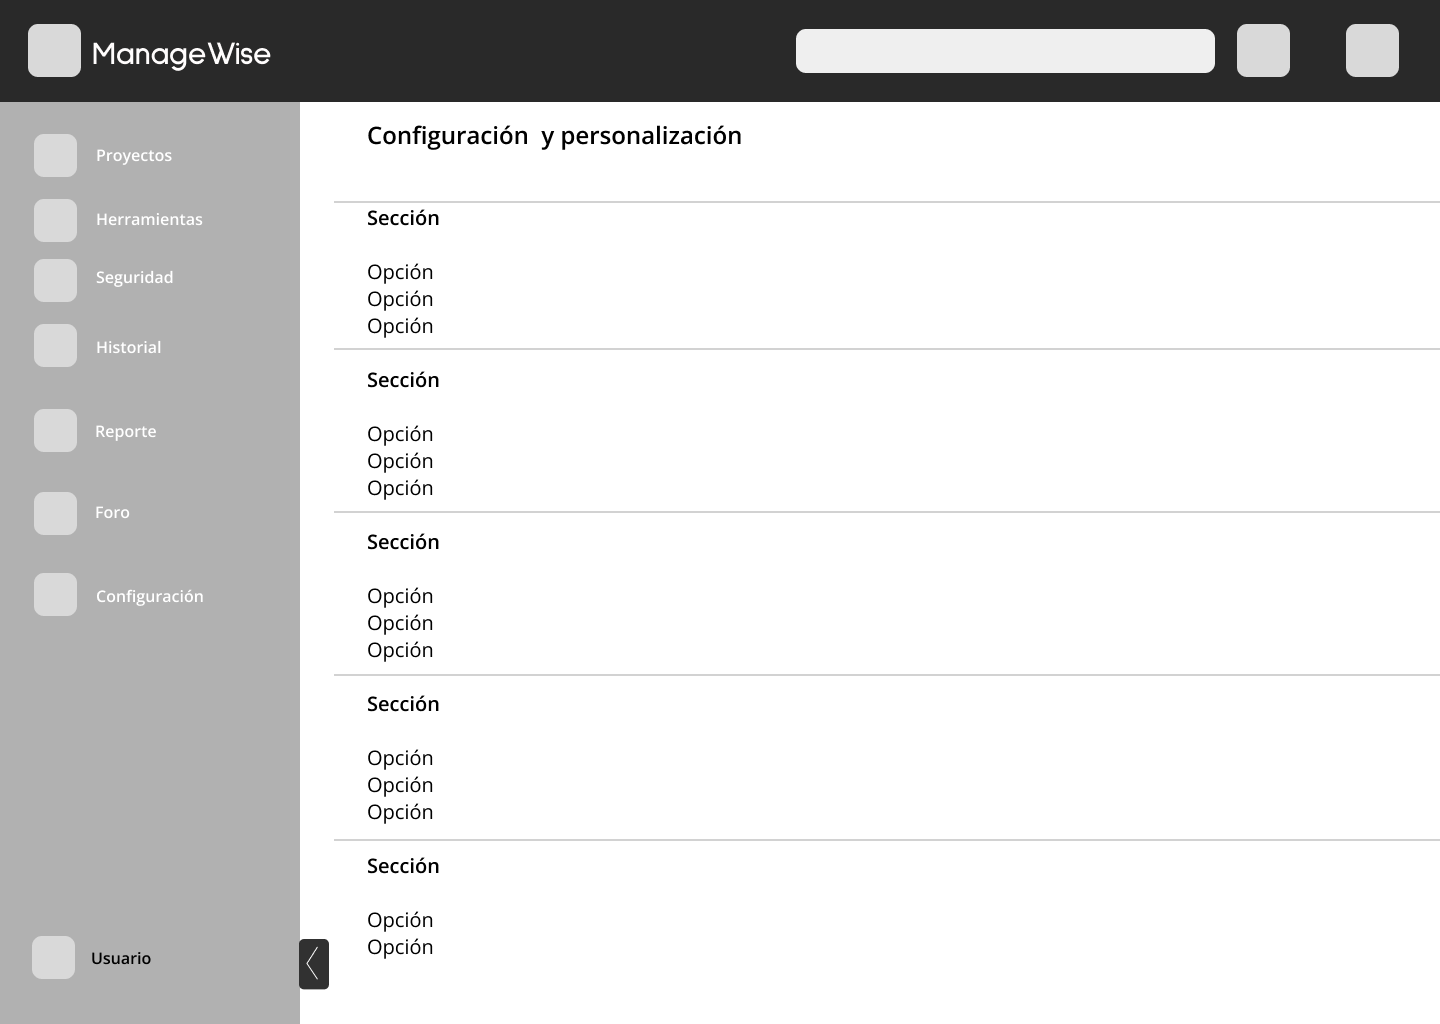 ManageWise
Proyectos
Herramientas
Seguridad
Historial
Reporte
Foro
Configuración
Usuario
Configuración y personalización
Sección
Opción
Opción
Opción
Sección
Opción
Opción
Opción
Sección
Opción
Opción
Opción
Sección
Opción
Opción
Opción
Sección
Opción
Opción